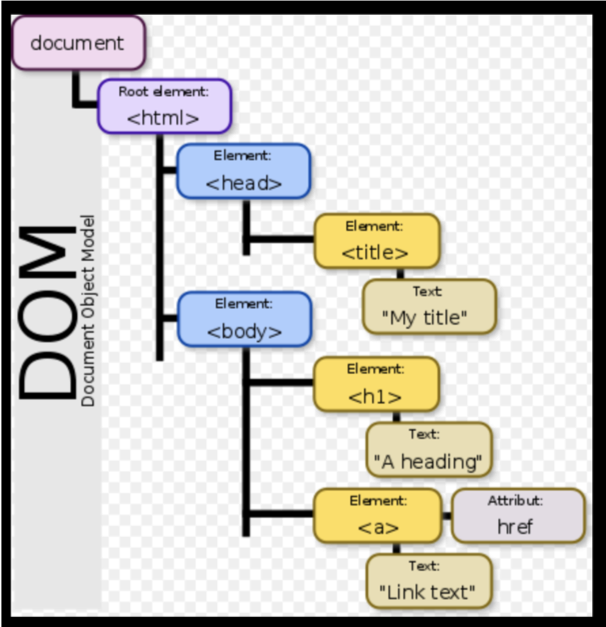 document
Root element:
<html>
Element:
<head>
Element:
<title>
Text:
"My title"
Element:
<body>
Element:
<h1>
Text:
"A heading"
Element:
<a>
Attribut:
href
Text:
"Link text"
DOM
Document Object Model